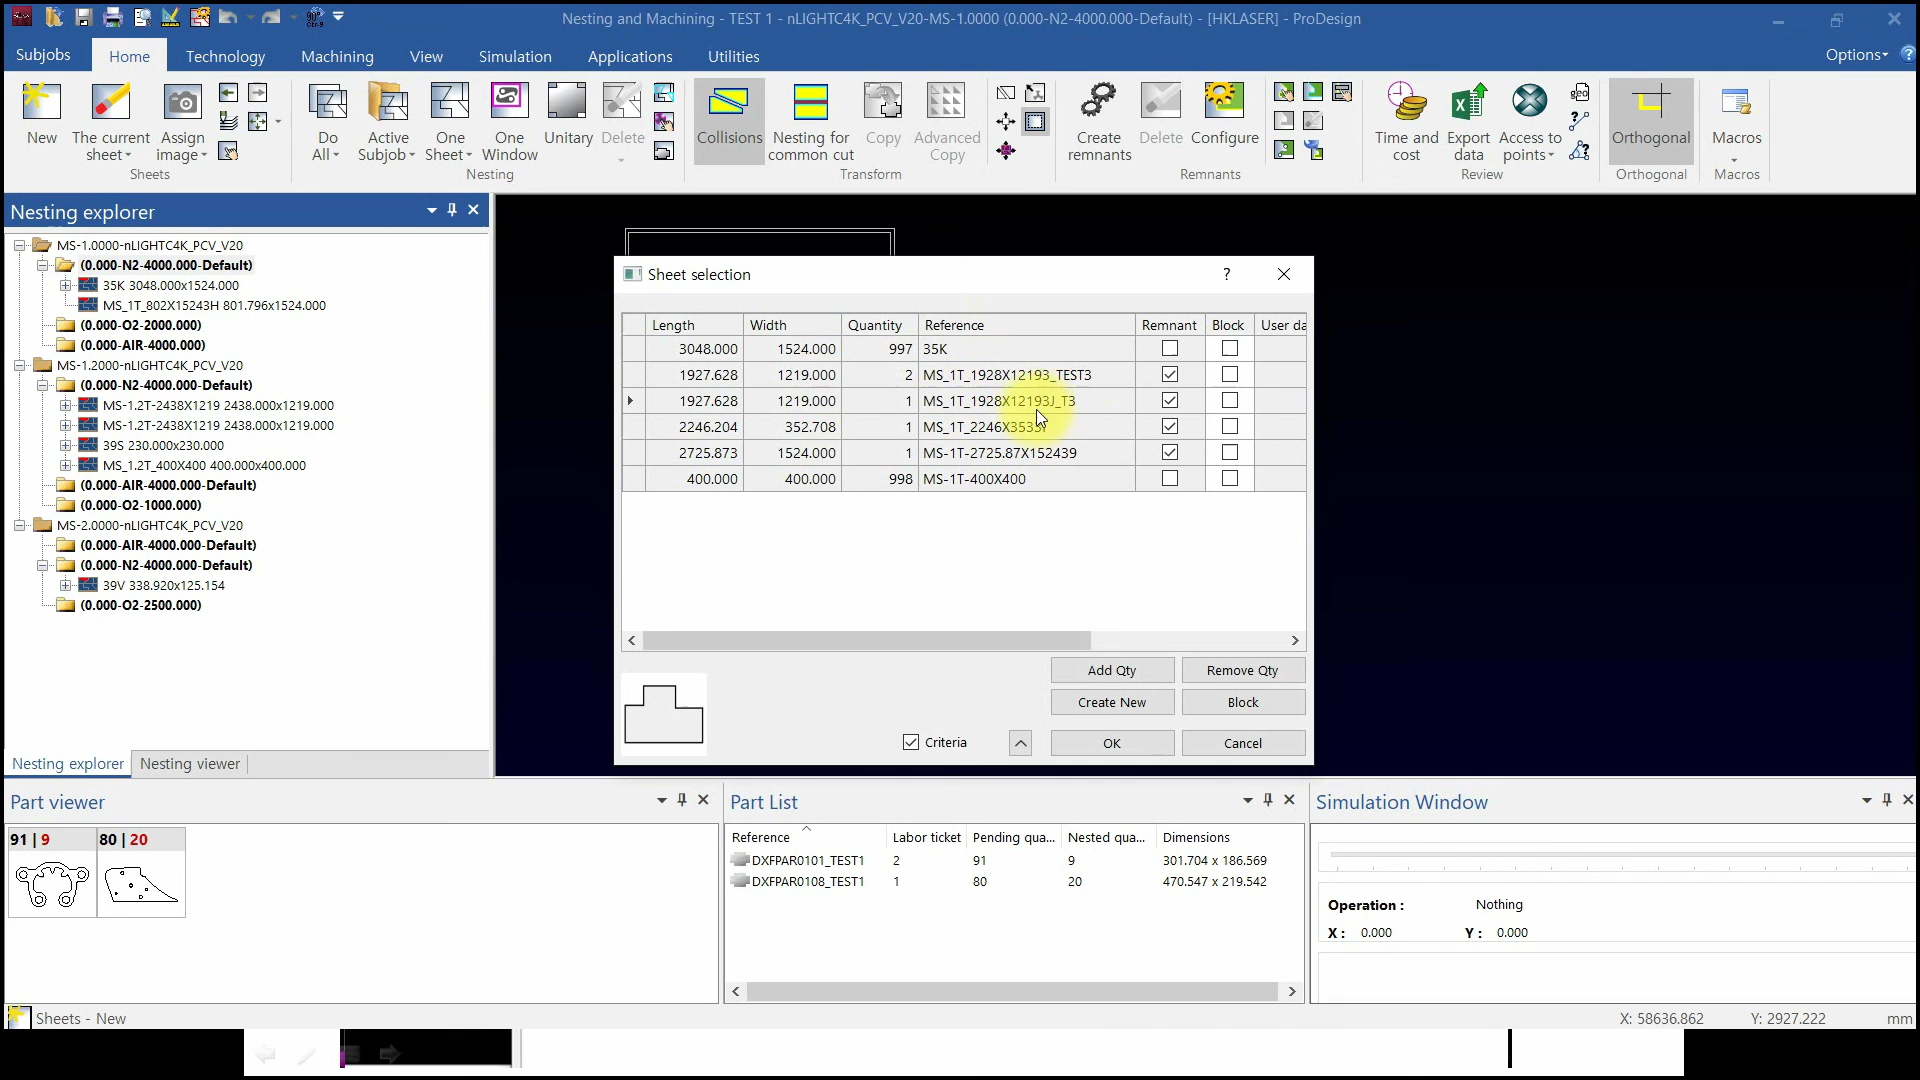 Nesting and Machining - TEST 1 - nLIGHTC4K_PCV_V20-MS-1.0000 (0.000-N2-4000.000-Default) - [HKLASER] - ProDesign
Subjobs Home Technology Machining View Simulation Applications Utilities Options
New The current sheet Assign image Sheets
Do All Active Subjob One Sheet One Window Unitary Delete Nesting
Collisions Nesting for common cut Copy Advanced Copy Transform
Create remnants Delete Configure Remnants
Time and cost Export data Access to points Review
Orthogonal Orthogonal
Macros Macros
Nesting explorer
MS-1.0000-nLIGHTC4K_PCV_V20
(0.000-N2-4000.000-Default)
35K 3048.000x1524.000
MS_1T_802X15243H 801.796x1524.000
(0.000-O2-2000.000)
(0.000-AIR-4000.000)
MS-1.2000-nLIGHTC4K_PCV_V20
(0.000-N2-4000.000-Default)
MS-1.2T-2438X1219 2438.000x1219.000
MS-1.2T-2438X1219 2438.000x1219.000
39S 230.000x230.000
MS_1.2T_400X400 400.000x400.000
(0.000-AIR-4000.000-Default)
(0.000-O2-1000.000)
MS-2.0000-nLIGHTC4K_PCV_V20
(0.000-AIR-4000.000-Default)
(0.000-N2-4000.000-Default)
39V 338.920x125.154
(0.000-O2-2500.000)
Nesting explorer Nesting viewer
Sheet selection ?
Length Width Quantity Reference Remnant Block User da
3048.000 1524.000 997 35K
1927.628 1219.000 2 MS_1T_1928X12193_TEST3
1927.628 1219.000 1 MS_1T_1928X12193J_T3
2246.204 352.708 1
2725.873 1524.000 1 MS-1T-2725.87X152439
400.000 400.000 998 MS-1T-400X400
Add Qty Remove Qty
Create New Block
Criteria OK Cancel
Part viewer
91 | 9 80 | 20
Part List
Reference Labor ticket Pending qua... Nested qua... Dimensions
DXFPAR0101_TEST1 2 91 9 301.704 x 186.569
DXFPAR0108_TEST1 1 80 20 470.547 x 219.542
Simulation Window
Operation : Nothing
X : 0.000 Y : 0.000
Sheets - New X: 58636.862 Y: 2927.222 mm